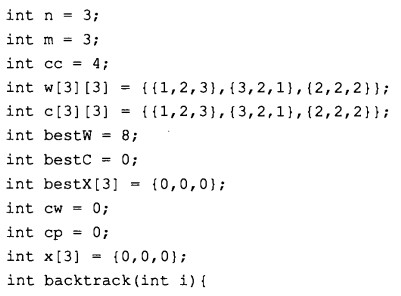 int n = 3;
int m = 3;
int cc = 4;
int w[3][3] = {{1,2,3},{3,2,1},{2,2,2}};
int c[3][3] = {{1,2,3},{3,2,1},{2,2,2}};
int bestW = 8;
int bestC = 0;
int bestX[3] = {0,0,0};
int cw = 0;
int cp = 0;
int x[3] = {0,0,0};
int backtrack(int i){